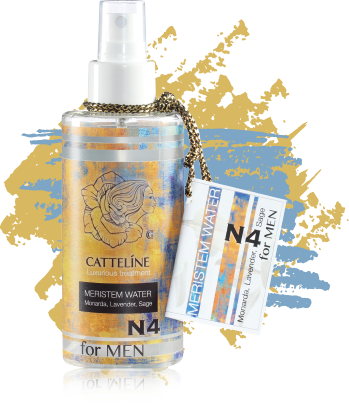 CATTELINE
Luxurious treatment
MERISTEM WATER
Monarda, Lavender, Sage
N4
for MEN
MERISTEM WATER
N4
Monarda, Lavender, Sage
for MEN